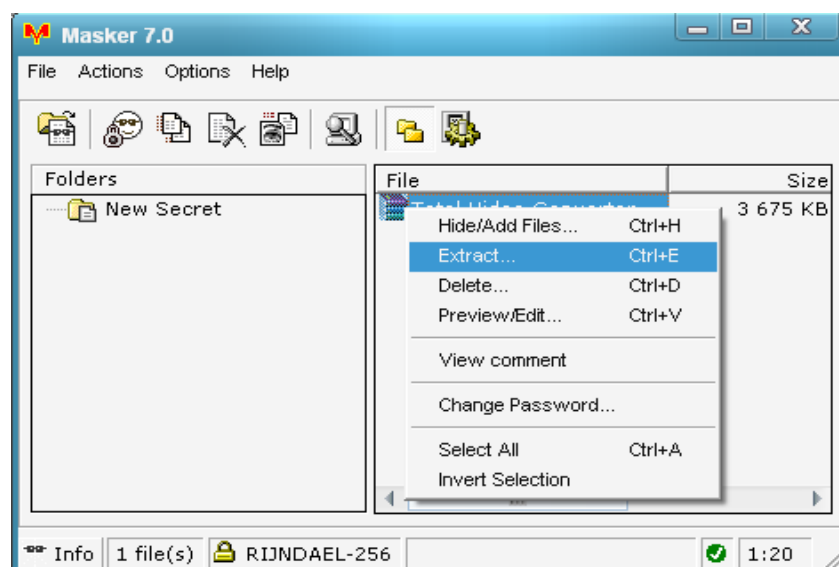 Masker 7.0
File Actions Options Help
Folders
New Secret
File Size
3 675 KB
Hide/Add Files... Ctrl+H
Extract... Ctrl+E
Delete... Ctrl+D
Preview/Edit... Ctrl+V
View comment
Change Password...
Select All Ctrl+A
Invert Selection
Info 1 file(s) RIJNDAEL-256 1:20